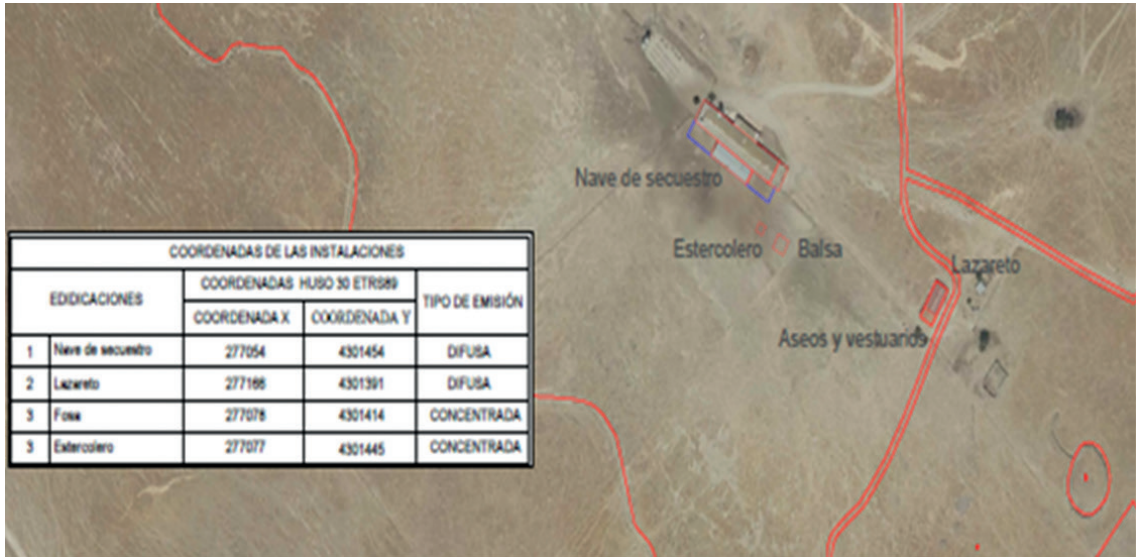 Nave de secuestro
Estercolero Balsa
Lazareto
Aseos y vestuarios
COORDENADAS DE LAS INSTALACIONES
EDIDICACIONES COORDENADAS HUSO 30 ETRS89 TIPO DE EMISIÓN
COORDENADA X COORDENADA Y
1 Nave de secuestro 277054 4301454 DIFUSA
2 Lazareto 277166 4301391 DIFUSA
3 Fosa 277078 4301414 CONCENTRADA
3 Estercolero 277077 4301445 CONCENTRADA